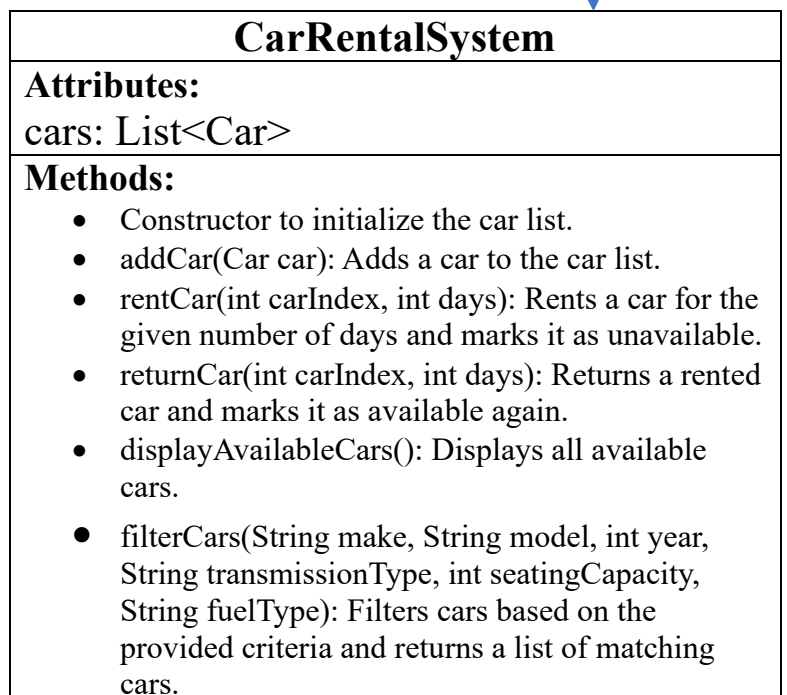 CarRentalSystem
Attributes:
cars: List<Car>
Methods:
• Constructor to initialize the car list.
• addCar(Car car): Adds a car to the car list.
• rentCar(int carIndex, int days): Rents a car for the
given number of days and marks it as unavailable.
• returnCar(int carIndex, int days): Returns a rented
car and marks it as available again.
• displayAvailableCars(): Displays all available
cars.
• filterCars(String make, String model, int year,
String transmissionType, int seatingCapacity,
String fuelType): Filters cars based on the
provided criteria and returns a list of matching
cars.